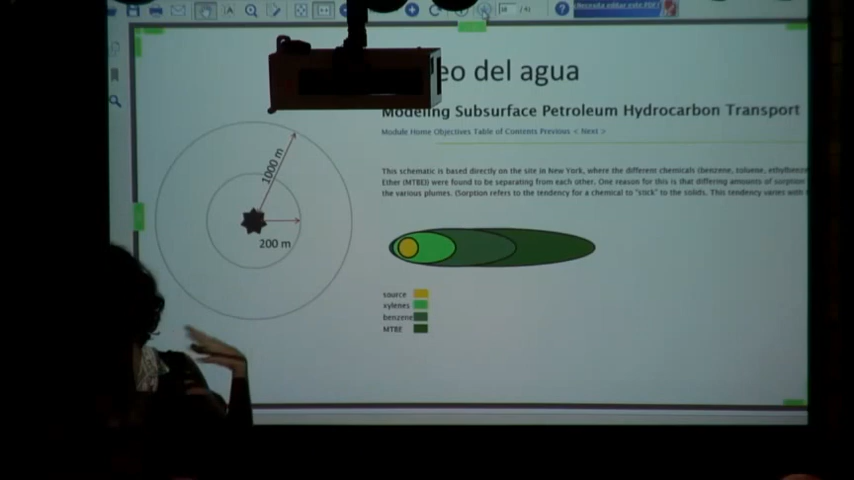 eo del agua
Modeling Subsurface Petroleum Hydrocarbon Transport
Module Home Objectives Table of Contents Previous < Next >
This schematic is based directly on the site in New York, where the different chemicals (benzene, toluene, ethylbenze
Ether (MTBE)) were found to be separating from each other. One reason for this is that differing amounts of sorption
the various plumes. (Sorption refers to the tendency for a chemical to "stick" to the solids. This tendency varies with
1000 m
200 m
source
xylenes
benzene
MTBE